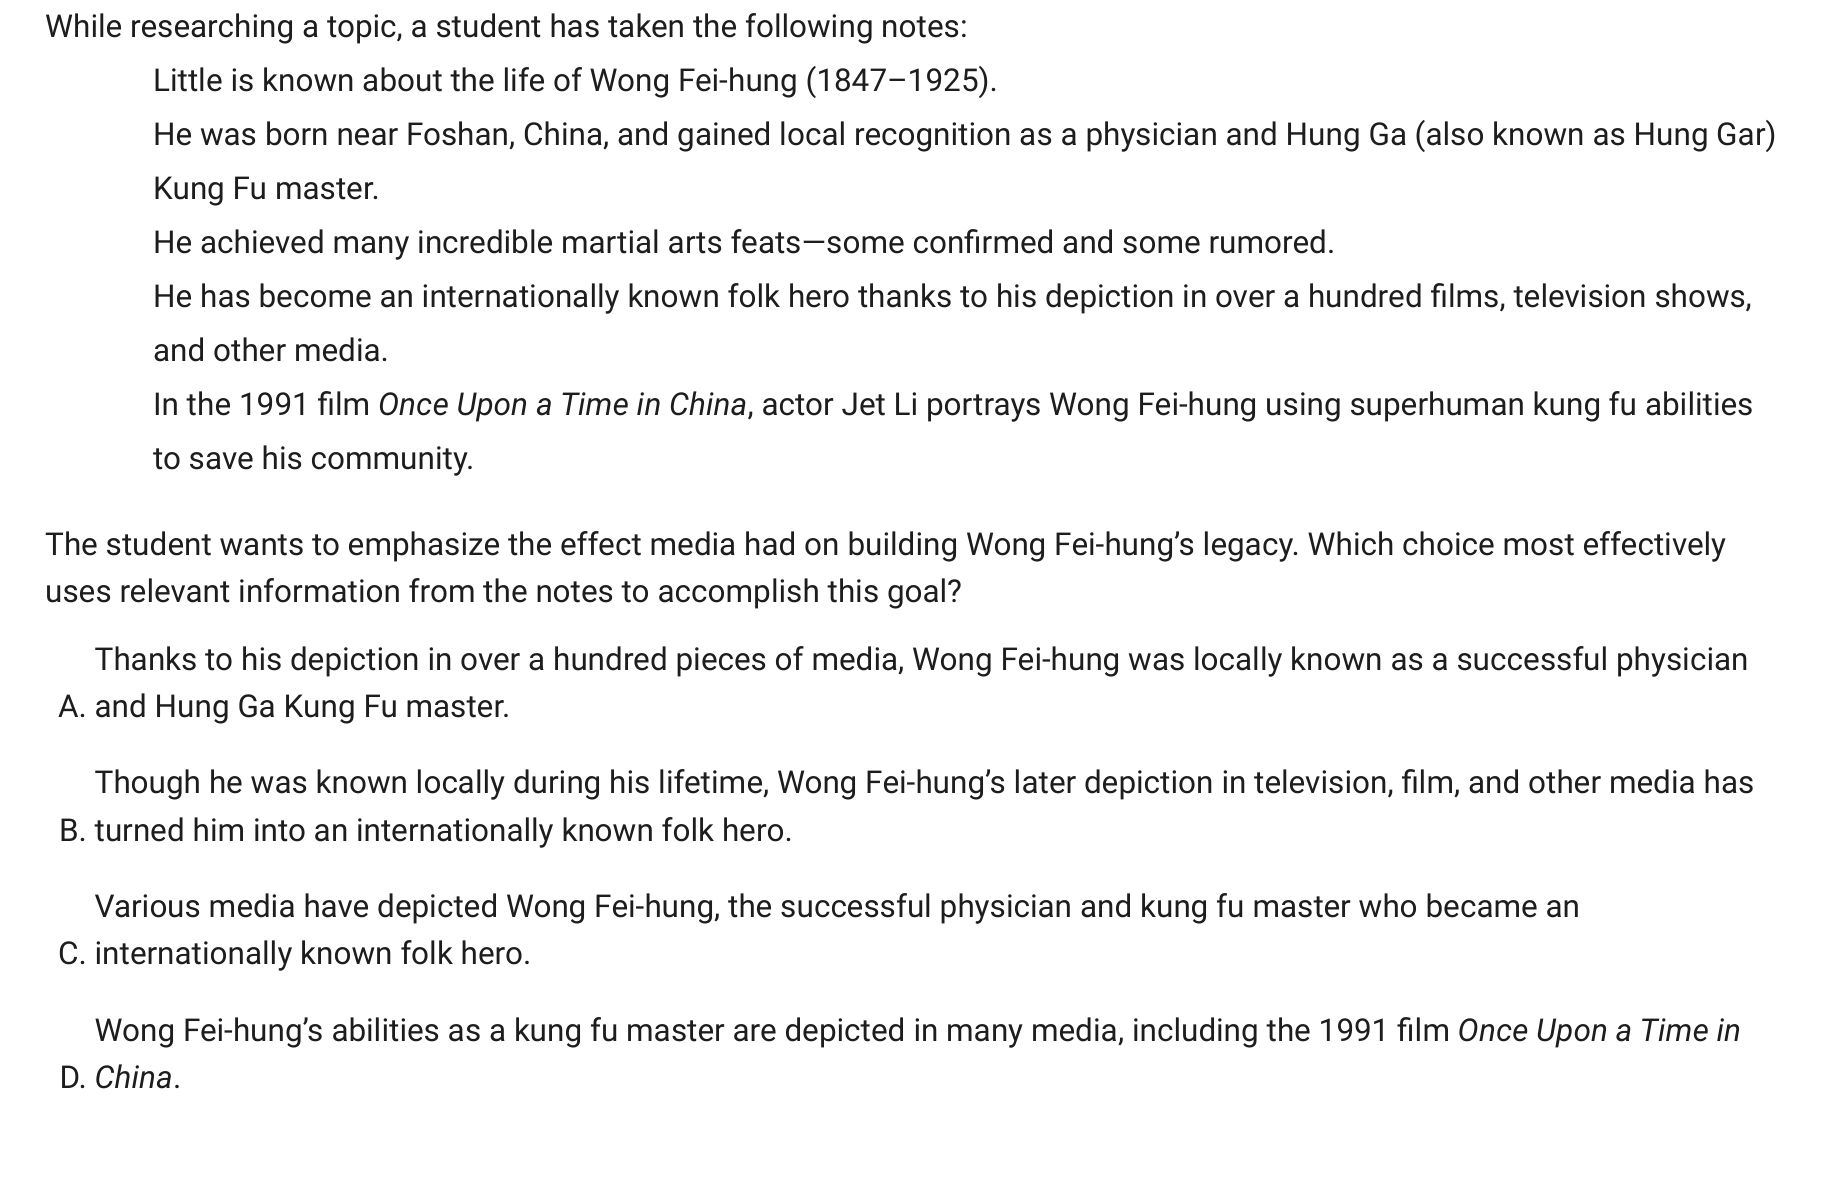 While researching a topic, a student has taken the following notes:
Little is known about the life of Wong Fei-hung (1847–1925).
He was born near Foshan, China, and gained local recognition as a physician and Hung Ga (also known as Hung Gar)
Kung Fu master.
He achieved many incredible martial arts feats—some confirmed and some rumored.
He has become an internationally known folk hero thanks to his depiction in over a hundred films, television shows,
and other media.
In the 1991 film Once Upon a Time in China, actor Jet Li portrays Wong Fei-hung using superhuman kung fu abilities
to save his community.
The student wants to emphasize the effect media had on building Wong Fei-hung’s legacy. Which choice most effectively
uses relevant information from the notes to accomplish this goal?
Thanks to his depiction in over a hundred pieces of media, Wong Fei-hung was locally known as a successful physician
A. and Hung Ga Kung Fu master.
Though he was known locally during his lifetime, Wong Fei-hung’s later depiction in television, film, and other media has
B. turned him into an internationally known folk hero.
Various media have depicted Wong Fei-hung, the successful physician and kung fu master who became an
C. internationally known folk hero.
Wong Fei-hung’s abilities as a kung fu master are depicted in many media, including the 1991 film Once Upon a Time in
D. China.